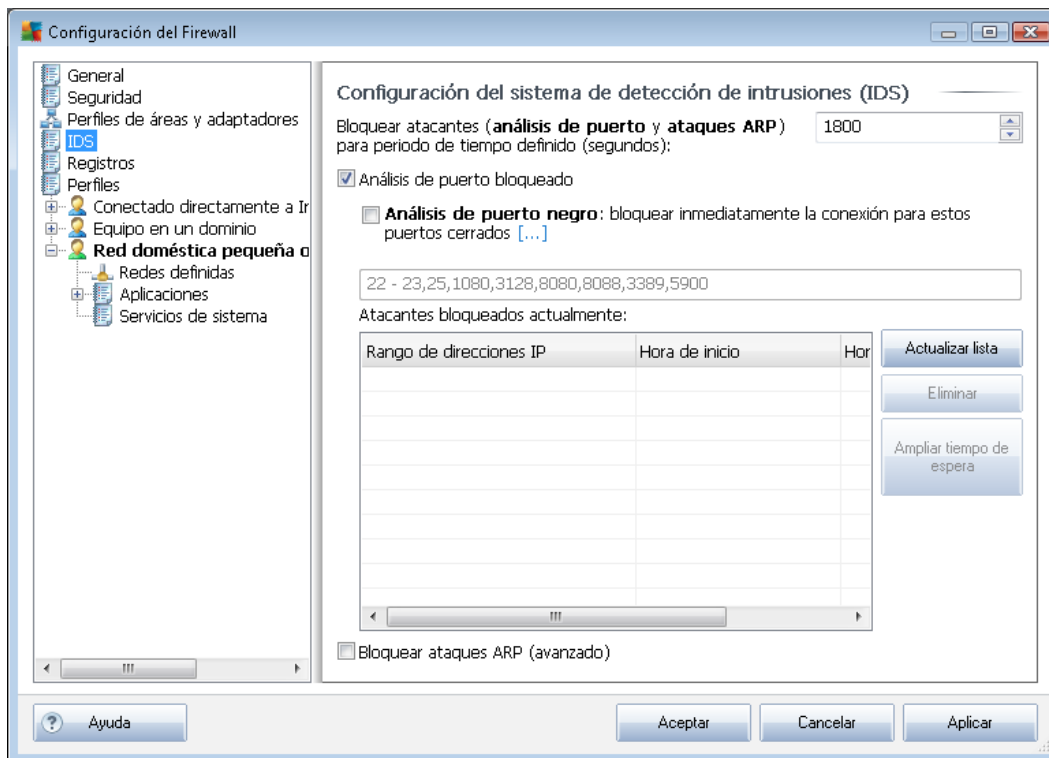 Configuración del Firewall
General
Seguridad
Perfiles de áreas y adaptadores
IDS
Registros
Perfiles
Conectado directamente a Ir
Equipo en un dominio
Red doméstica pequeña o
Redes definidas
Aplicaciones
Servicios de sistema
Configuración del sistema de detección de intrusiones (IDS)
Bloquear atacantes (análisis de puerto y ataques ARP)
para periodo de tiempo definido (segundos):
1800
Análisis de puerto bloqueado
Análisis de puerto negro: bloquear inmediatamente la conexión para estos
puertos cerrados [...]
22 - 23,25,1080,3128,8080,8088,3389,5900
Atacantes bloqueados actualmente:
Rango de direcciones IP Hora de inicio Hor
Actualizar lista
Eliminar
Ampliar tiempo de
espera
Bloquear ataques ARP (avanzado)
? Ayuda Aceptar Cancelar Aplicar